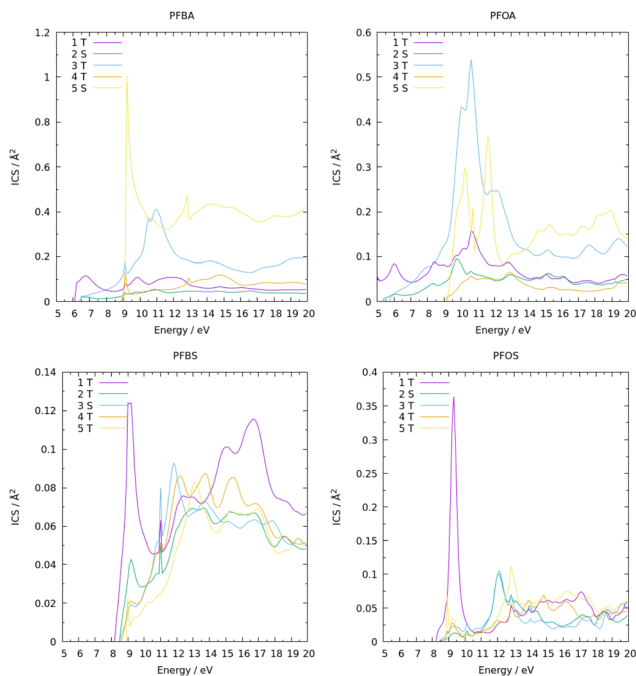 PFBA
1 T
2 S
3 T
4 T
5 S
ICS / Å²
1.2
1
0.8
0.6
0.4
0.2
0
5 6 7 8 9 10 11 12 13 14 15 16 17 18 19 20
Energy / eV
PFOA
1 T
2 S
3 T
4 T
5 S
ICS / Å²
0.6
0.5
0.4
0.3
0.2
0.1
0
5 6 7 8 9 10 11 12 13 14 15 16 17 18 19 20
Energy / eV
PFBS
1 T
2 T
3 S
4 T
5 T
ICS / Å²
0.14
0.12
0.1
0.08
0.06
0.04
0.02
0
5 6 7 8 9 10 11 12 13 14 15 16 17 18 19 20
Energy / eV
PFOS
1 T
2 T
3 S
4 T
5 T
ICS / Å²
0.4
0.35
0.3
0.25
0.2
0.15
0.1
0.05
0
5 6 7 8 9 10 11 12 13 14 15 16 17 18 19 20
Energy / eV